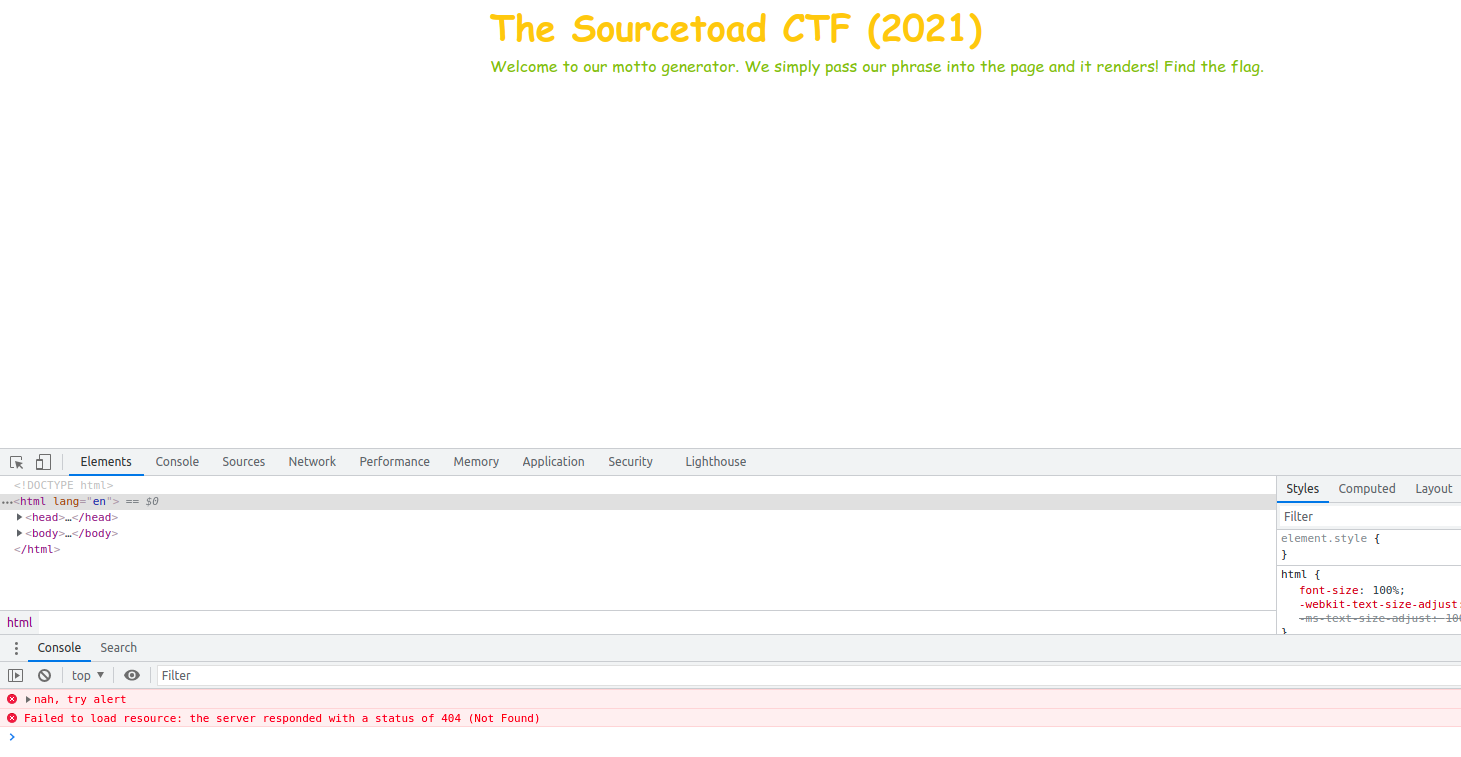 The Sourcetoad CTF (2021)
Welcome to our motto generator. We simply pass our phrase into the page and it renders! Find the flag.
Elements Console Sources Network Performance Memory Application Security Lighthouse
<!DOCTYPE html>
…<html lang="en"> == $0
<head>…</head>
<body>…</body>
</html>
html
Styles Computed Layout
Filter
element.style {
}
html {
font-size: 100%;
-webkit-text-size-adjust:
-ms-text-size-adjust: 100
}
Console Search
top Filter
nah, try alert
Failed to load resource: the server responded with a status of 404 (Not Found)
>